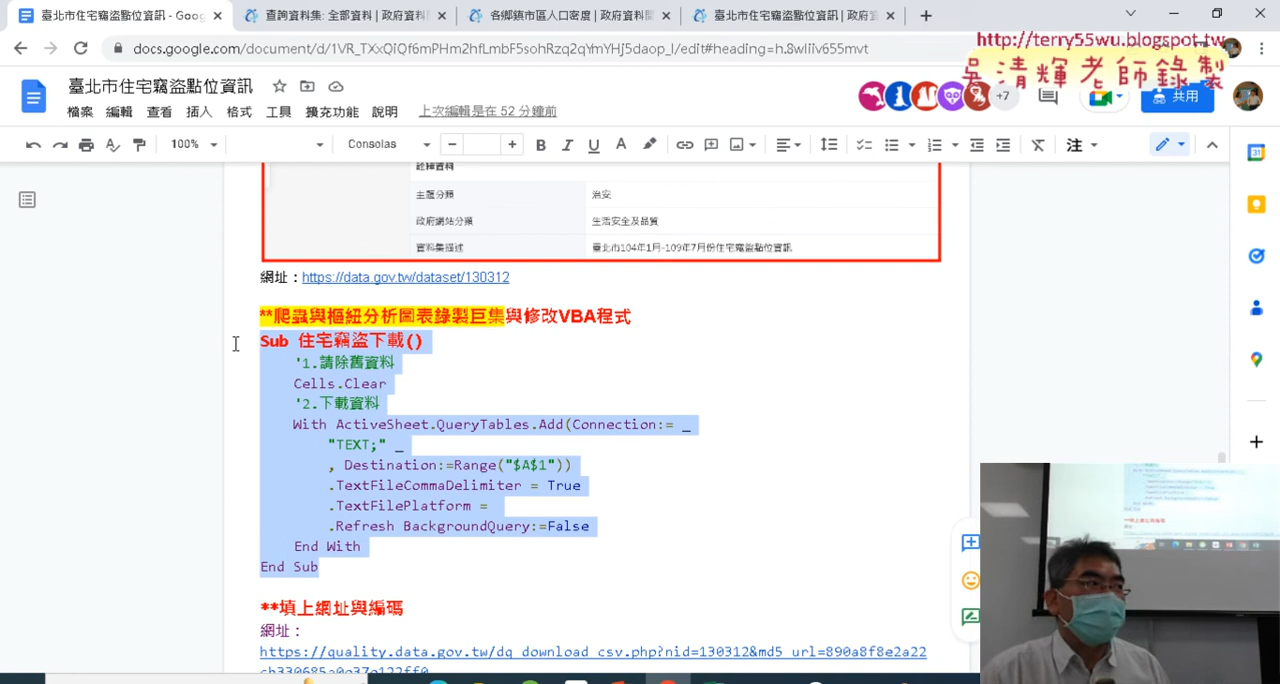 臺北市住宅竊盜點位資訊 - Goog
查詢資料集: 全部資料 | 政府資料
各鄉鎮市區人口密度 | 政府資料開
臺北市住宅竊盜點位資訊 | 政府
docs.google.com/document/d/1VR_TXxQiQf6mPHm2hfLmbF5sohRzq2qYmYHj5daop_I/edit#heading=h.8wliiv655mvt
http://terry55wu.blogspot.tw
吳清輝老師錄製
臺北市住宅竊盜點位資訊
檔案 編輯 查看 插入 格式 工具 擴充功能 說明 上次編輯是在 52 分鐘前
+7
共用
100% Consolas
詮釋資料
主題分類 治安
政府網站分類 生活安全及品質
資料集描述 臺北市104年1月-109年7月份住宅竊盜點位資訊
網址：https://data.gov.tw/dataset/130312
**爬蟲與樞紐分析圖表錄製巨集與修改VBA程式
Sub 住宅竊盜下載()
'1.請除舊資料
Cells.Clear
'2.下載資料
With ActiveSheet.QueryTables.Add(Connection:= _
"TEXT;" _
, Destination:=Range("$A$1"))
.TextFileCommaDelimiter = True
.TextFilePlatform =
.Refresh BackgroundQuery:=False
End With
End Sub
**填上網址與編碼
網址：
https://quality.data.gov.tw/dq_download_csv.php?nid=130312&md5_url=890a8f8e2a22